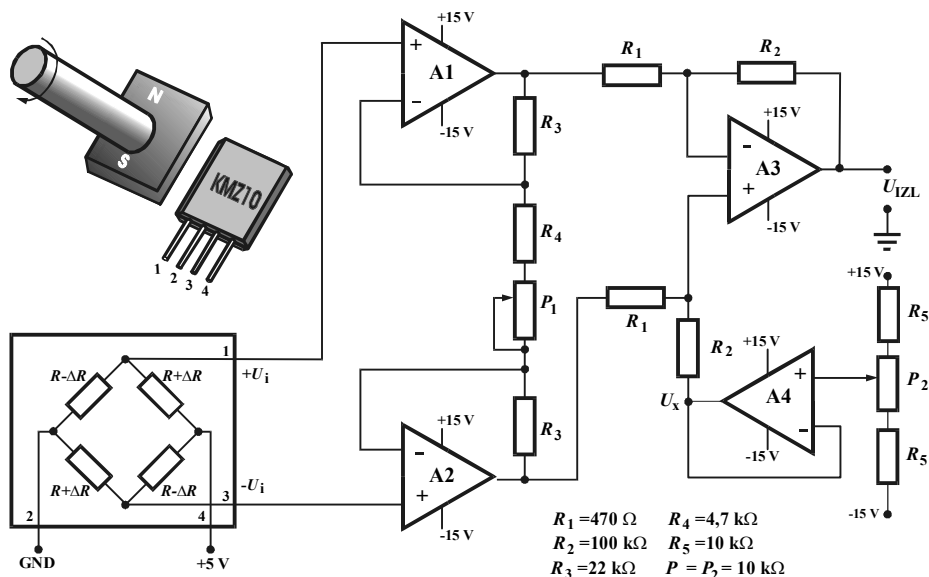 N
S
KMZ10
1
2
3
4
+15 V
A1
+
-
-15 V
R1
R2
R3
R4
P1
R3
+15 V
A3
-
+
-15 V
UIZL
R1
R2
Ux
+15 V
A4
+
-
-15 V
+15 V
R5
P2
R5
-15 V
1
+Ui
R-ΔR
R+ΔR
R+ΔR
R-ΔR
-Ui
2
3
4
GND
+5 V
+15 V
-
A2
+
-15 V
R1 =470 Ω R4 =4,7 kΩ
R2 =100 kΩ R5 =10 kΩ
R3 =22 kΩ P = P2 = 10 kΩ